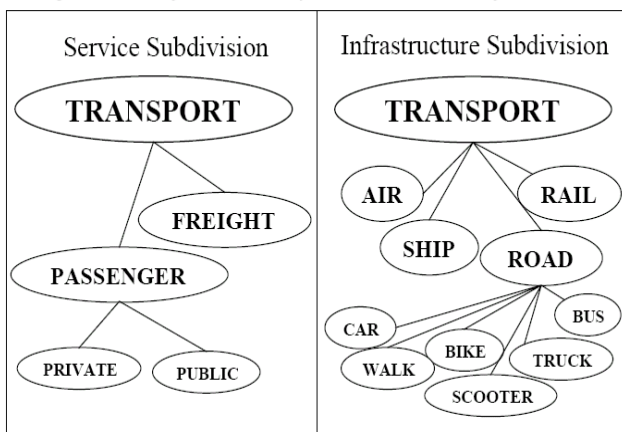 Service Subdivision
TRANSPORT
FREIGHT
PASSENGER
PRIVATE
PUBLIC
Infrastructure Subdivision
TRANSPORT
AIR
RAIL
SHIP
ROAD
CAR
BUS
WALK
BIKE
TRUCK
SCOOTER